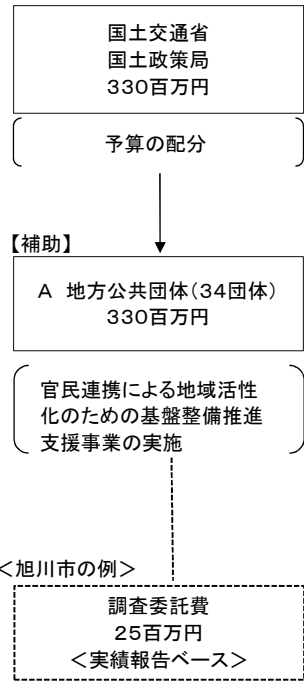 国土交通省
国土政策局
330百万円
予算の配分
【補助】
A 地方公共団体(34団体)
330百万円
官民連携による地域活性
化のための基盤整備推進
支援事業の実施
<旭川市の例>
調査委託費
25百万円
<実績報告ベース>